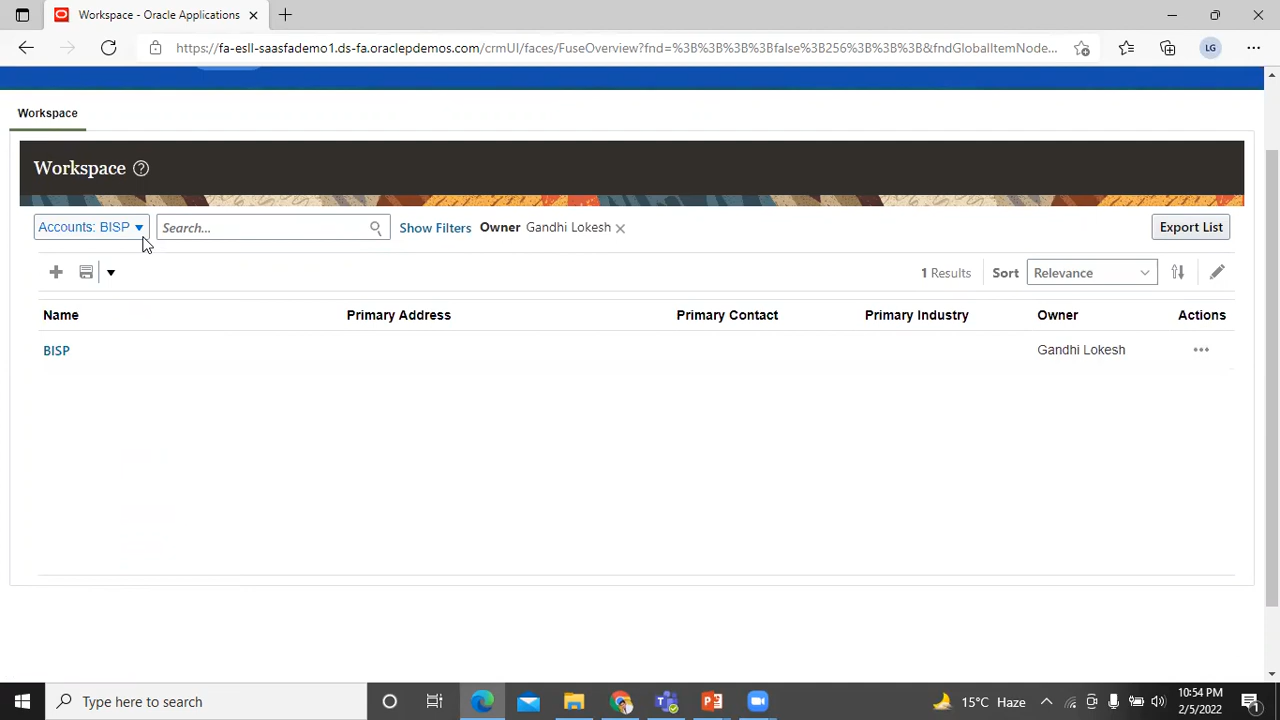 Workspace - Oracle Applications
https://fa-esll-saasfademo1.ds-fa.oraclepdemos.com/crmUI/faces/FuseOverview?fnd=%3B%3B%3B%3Bfalse%3B256%3B%3B%3B&fndGlobalItemNode...
LG
Workspace
Workspace ?
Accounts: BISP Search... Show Filters Owner Gandhi Lokesh Export List
1 Results Sort Relevance
Name Primary Address Primary Contact Primary Industry Owner Actions
BISP Gandhi Lokesh
Type here to search 15°C Haze 10:54 PM
2/5/2022 1